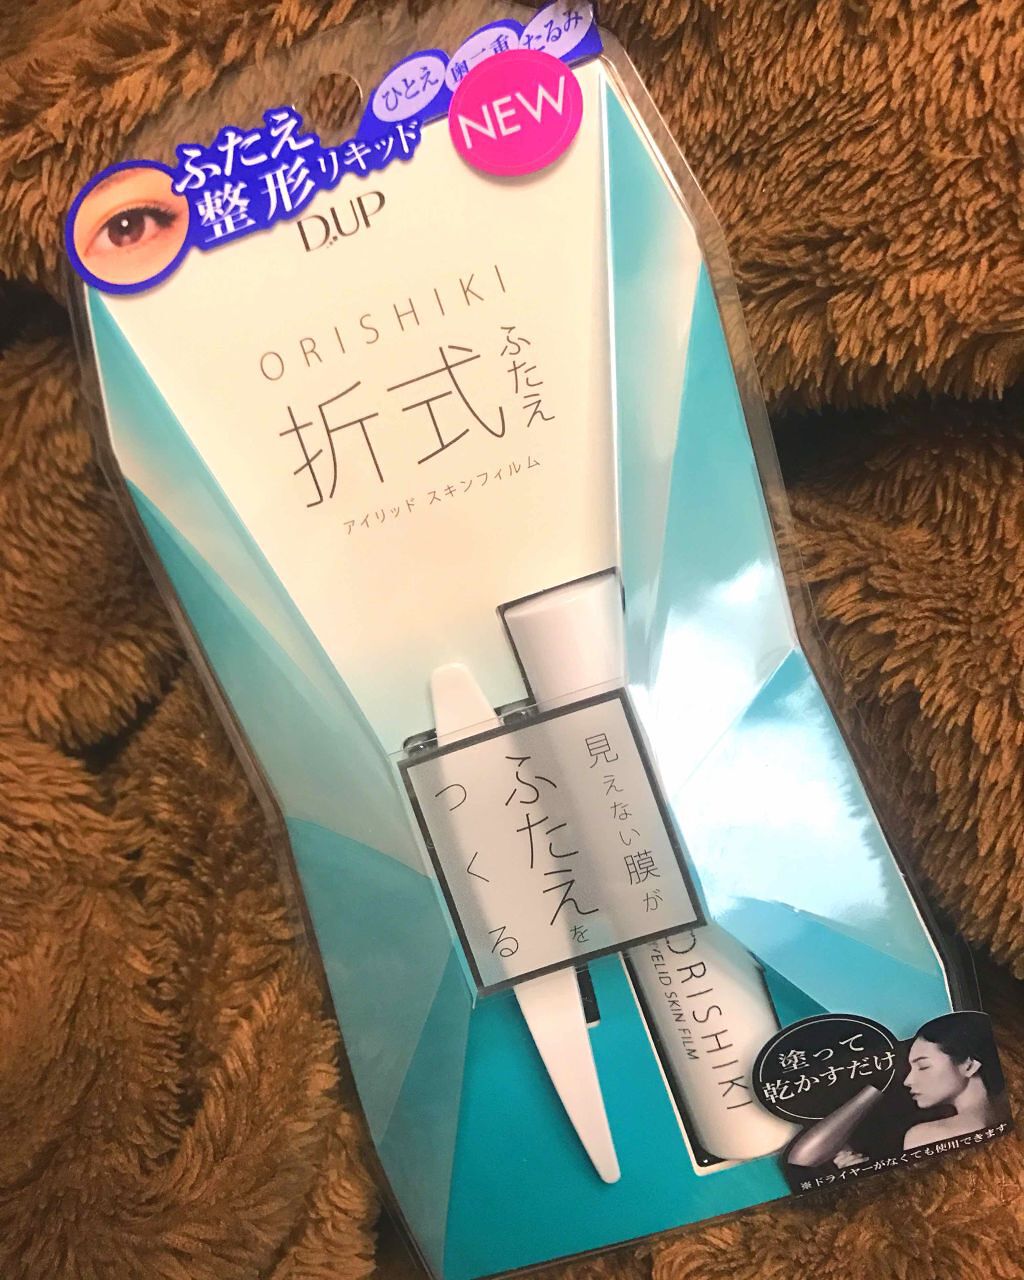 ひとえ
奥二重
たるみ
NEW
ふたえ
整形リキッド
D.UP
ORISHIKI
折式
ふたえ
アイリッド スキンフィルム
見えない膜が
ふたえを
つくる
ORISHIKI
EYELID SKIN FILM
塗って
乾かすだけ
※ドライヤーがなくても使用できます